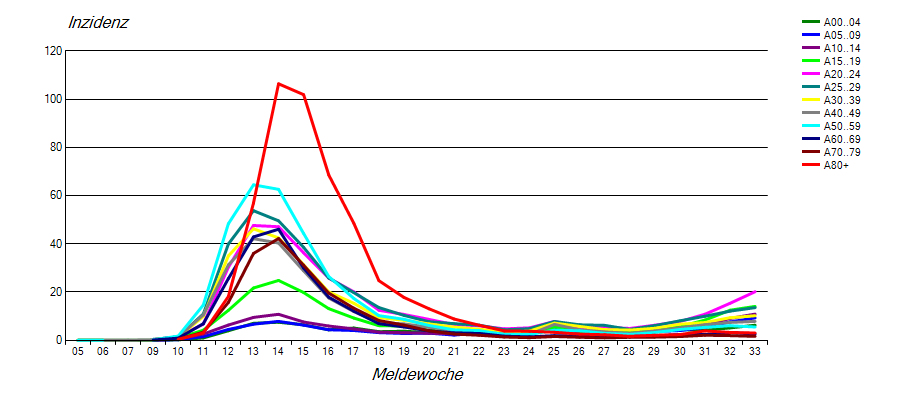 Inzidenz
120
100
80
60
40
20
0
05 06 07 08 09 10 11 12 13 14 15 16 17 18 19 20 21 22 23 24 25 26 27 28 29 30 31 32 33
Meldewoche
A00..04
A05..09
A10..14
A15..19
A20..24
A25..29
A30..39
A40..49
A50..59
A60..69
A70..79
A80+